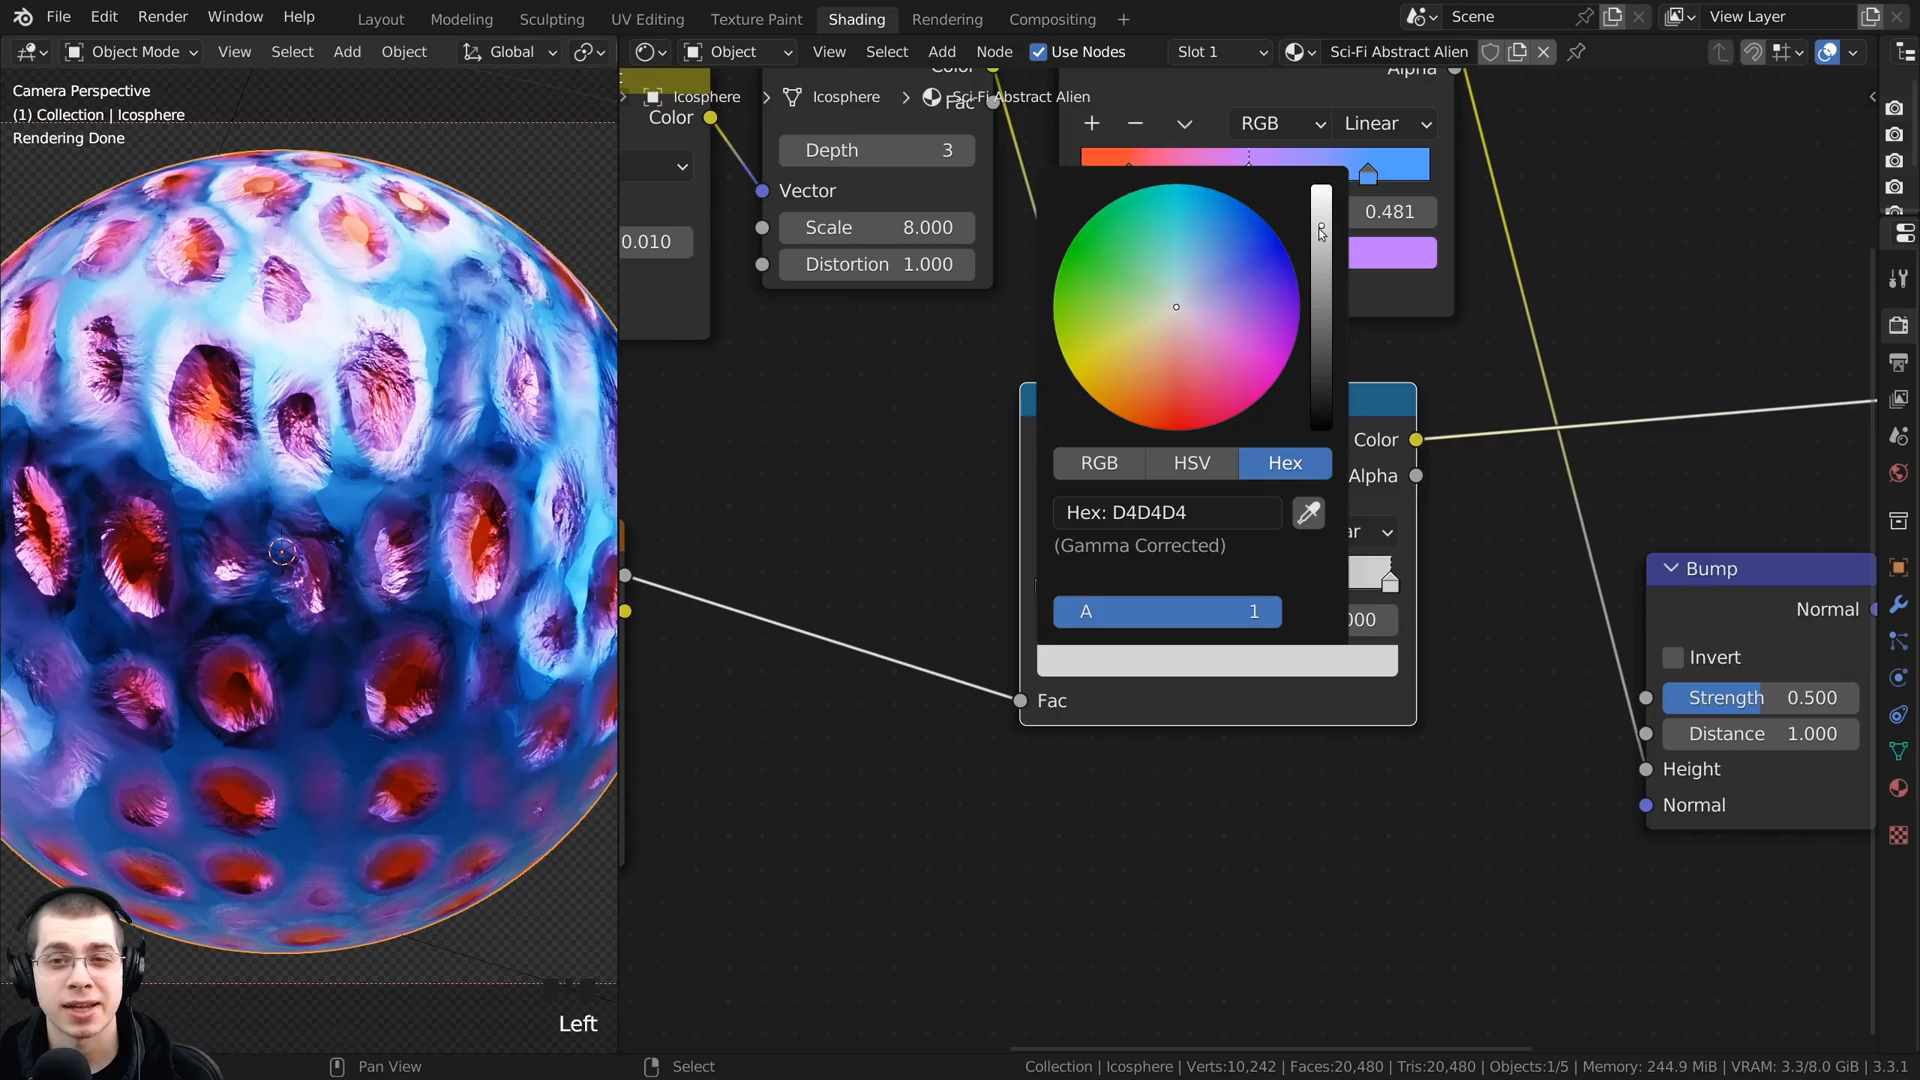 File Edit Render Window Help
Layout Modeling Sculpting UV Editing Texture Paint Shading Rendering Compositing +
Scene
View Layer
Object Mode View Select Add Object Global
Object View Select Add Node Use Nodes Slot 1 Sci-Fi Abstract Alien
Camera Perspective
(1) Collection | Icosphere
Rendering Done
Icosphere > Icosphere > Sci-Fi Abstract Alien
Color
Color
Fac
Depth 3
Vector
Scale 8.000
Distortion 1.000
0.010
Alpha
RGB Linear
0.481
RGB HSV Hex
Hex: D4D4D4
(Gamma Corrected)
A 1
Color
Alpha
ar
000
Fac
Bump
Normal
Invert
Strength 0.500
Distance 1.000
Height
Normal
Left
Pan View
Select
Collection | Icosphere | Verts:10,242 | Faces:20,480 | Tris:20,480 | Objects:1/5 | Memory: 244.9 MiB | VRAM: 3.3/8.0 GiB | 3.3.1